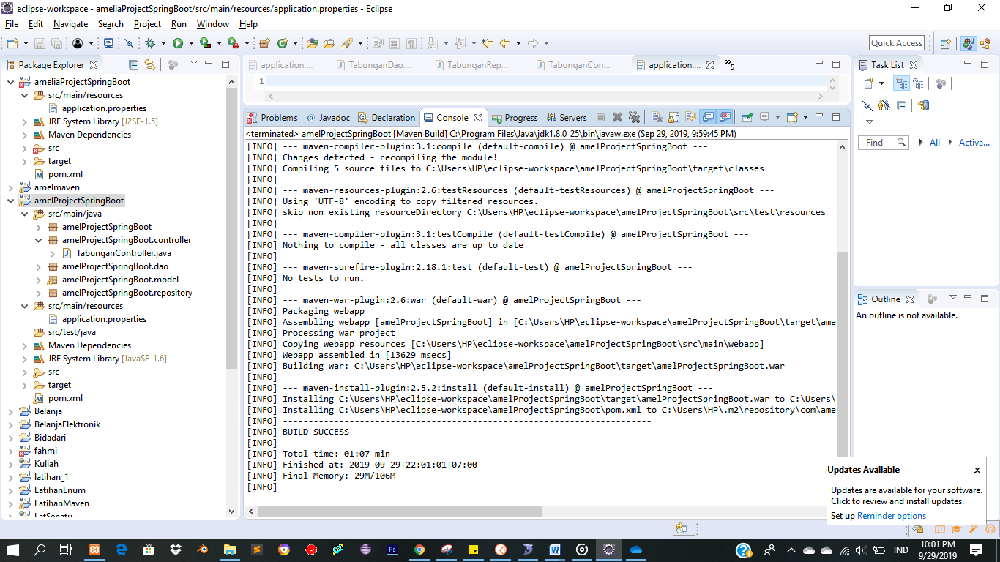 eclipse-workspace - ameliaProjectSpringBoot/src/main/resources/application.properties - Eclipse
File Edit Navigate Search Project Run Window Help
Quick Access
Package Explorer
ameliaProjectSpringBoot
src/main/resources
application.properties
JRE System Library [J2SE-1.5]
Maven Dependencies
src
target
pom.xml
amelmaven
amelProjectSpringBoot
src/main/java
amelProjectSpringBoot
amelProjectSpringBoot.controller
TabunganController.java
amelProjectSpringBoot.dao
amelProjectSpringBoot.model
amelProjectSpringBoot.repository
src/main/resources
application.properties
src/test/java
Maven Dependencies
JRE System Library [JavaSE-1.6]
src
target
pom.xml
Belanja
BelanjaElektronik
Bidadari
fahmi
Kuliah
latihan_1
LatihanEnum
LatihanMaven
LatSepatu
application.... TabunganDao.... TabunganRep... TabunganCon... application.... »5
1
Problems @ Javadoc Declaration Console Progress Servers
<terminated> amelProjectSpringBoot [Maven Build] C:\Program Files\Java\jdk1.8.0_25\bin\javaw.exe (Sep 29, 2019, 9:59:45 PM)
[INFO] --- maven-compiler-plugin:3.1:compile (default-compile) @ amelProjectSpringBoot ---
[INFO] Changes detected - recompiling the module!
[INFO] Compiling 5 source files to C:\Users\HP\eclipse-workspace\amelProjectSpringBoot\target\classes
[INFO]
[INFO] --- maven-resources-plugin:2.6:testResources (default-testResources) @ amelProjectSpringBoot ---
[INFO] Using 'UTF-8' encoding to copy filtered resources.
[INFO] skip non existing resourceDirectory C:\Users\HP\eclipse-workspace\amelProjectSpringBoot\src\test\resources
[INFO]
[INFO] --- maven-compiler-plugin:3.1:testCompile (default-testCompile) @ amelProjectSpringBoot ---
[INFO] Nothing to compile - all classes are up to date
[INFO]
[INFO] --- maven-surefire-plugin:2.18.1:test (default-test) @ amelProjectSpringBoot ---
[INFO] No tests to run.
[INFO]
[INFO] --- maven-war-plugin:2.6:war (default-war) @ amelProjectSpringBoot ---
[INFO] Packaging webapp
[INFO] Assembling webapp [amelProjectSpringBoot] in [C:\Users\HP\eclipse-workspace\amelProjectSpringBoot\target\ame
[INFO] Processing war project
[INFO] Copying webapp resources [C:\Users\HP\eclipse-workspace\amelProjectSpringBoot\src\main\webapp]
[INFO] Webapp assembled in [13629 msecs]
[INFO] Building war: C:\Users\HP\eclipse-workspace\amelProjectSpringBoot\target\amelProjectSpringBoot.war
[INFO]
[INFO] --- maven-install-plugin:2.5.2:install (default-install) @ amelProjectSpringBoot ---
[INFO] Installing C:\Users\HP\eclipse-workspace\amelProjectSpringBoot\target\amelProjectSpringBoot.war to C:\Users\
[INFO] Installing C:\Users\HP\eclipse-workspace\amelProjectSpringBoot\pom.xml to C:\Users\HP\.m2\repository\com\ame
[INFO] ------------------------------------------------------------------------
[INFO] BUILD SUCCESS
[INFO] ------------------------------------------------------------------------
[INFO] Total time: 01:07 min
[INFO] Finished at: 2019-09-29T22:01:01+07:00
[INFO] Final Memory: 29M/106M
[INFO] ------------------------------------------------------------------------
Task List
Find All Activa...
Outline
An outline is not available.
Updates Available
Updates are available for your software.
Click to review and install updates.
Set up Reminder options
IND
10:01 PM
9/29/2019